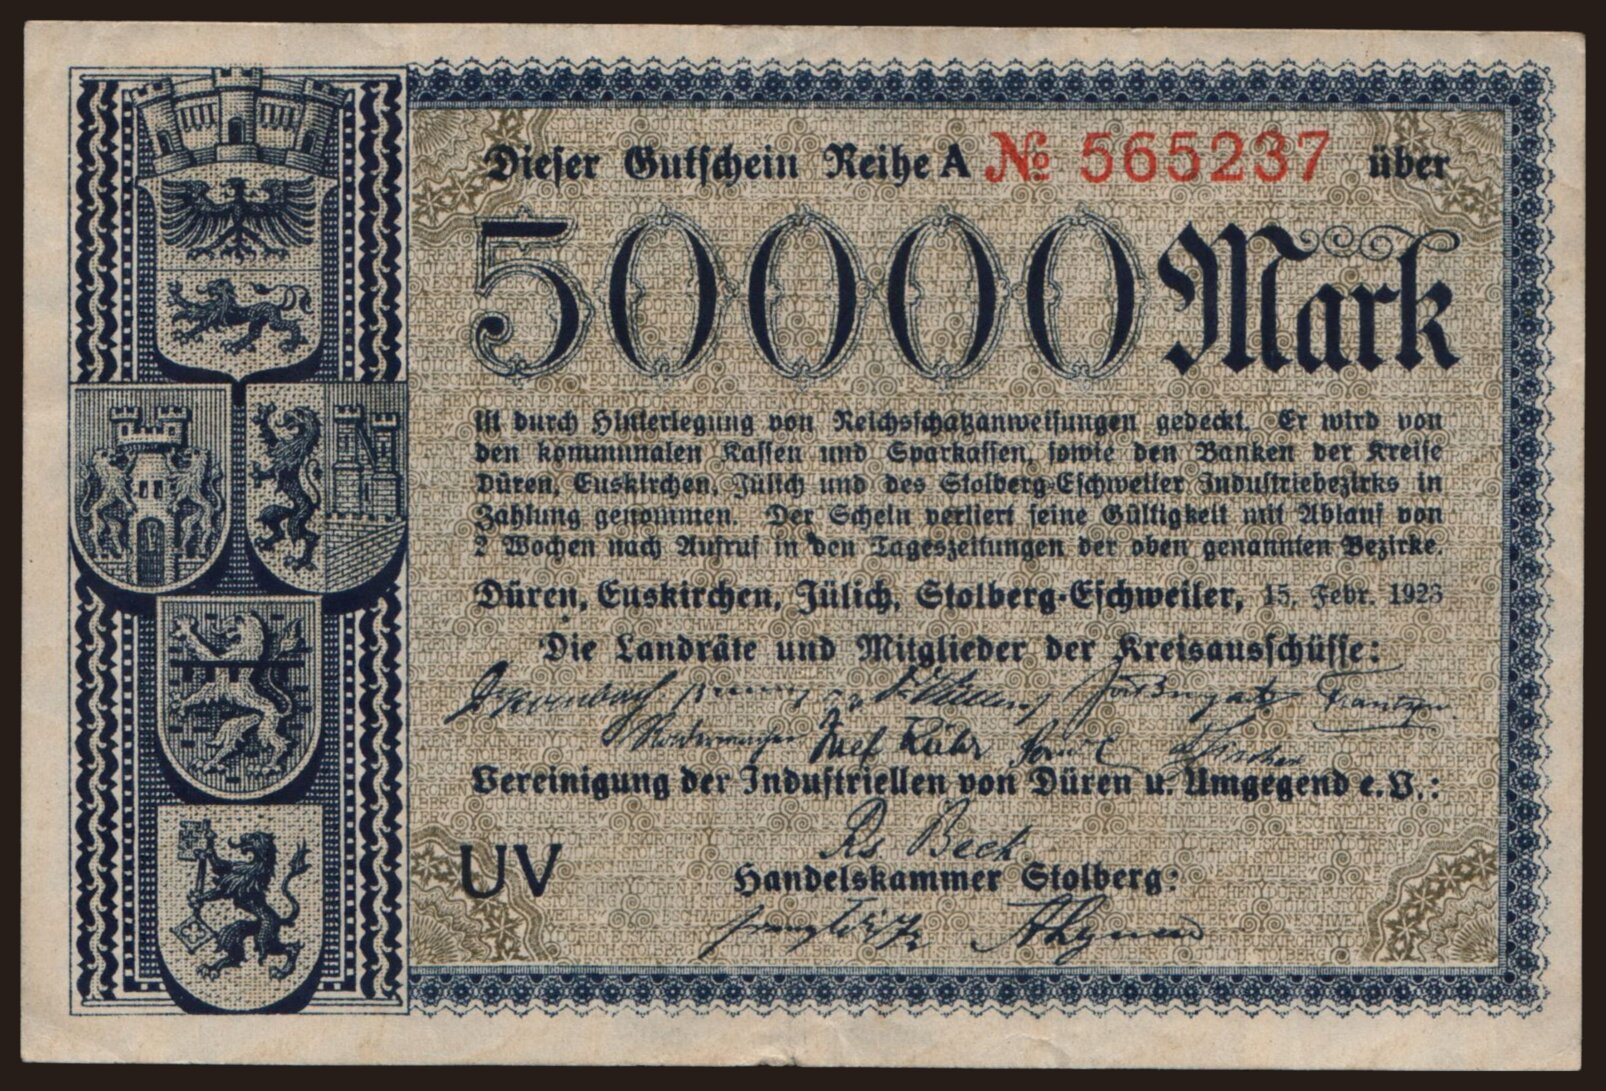 Dieser Gutschein Reihe A № 565237 über
50000 Mark
ist durch Hinterlegung von Reichsschatzanweisungen gedeckt. Er wird von
den kommunalen Kassen und Sparkassen, sowie den Banken der Kreise
Düren, Euskirchen, Jülich und des Stolberg-Eschweiler Industriebezirks in
Zahlung genommen. Der Schein verliert seine Gültigkeit mit Ablauf von
2 Wochen nach Aufruf in den Tageszeitungen der oben genannten Bezirke.
Düren, Euskirchen, Jülich, Stolberg-Eschweiler, 15. Febr. 1923
Die Landräte und Mitglieder der Kreisausschüsse:
Vereinigung der Industriellen von Düren u. Umgegend e. V.:
Beck
UV
Handelskammer Stolberg: